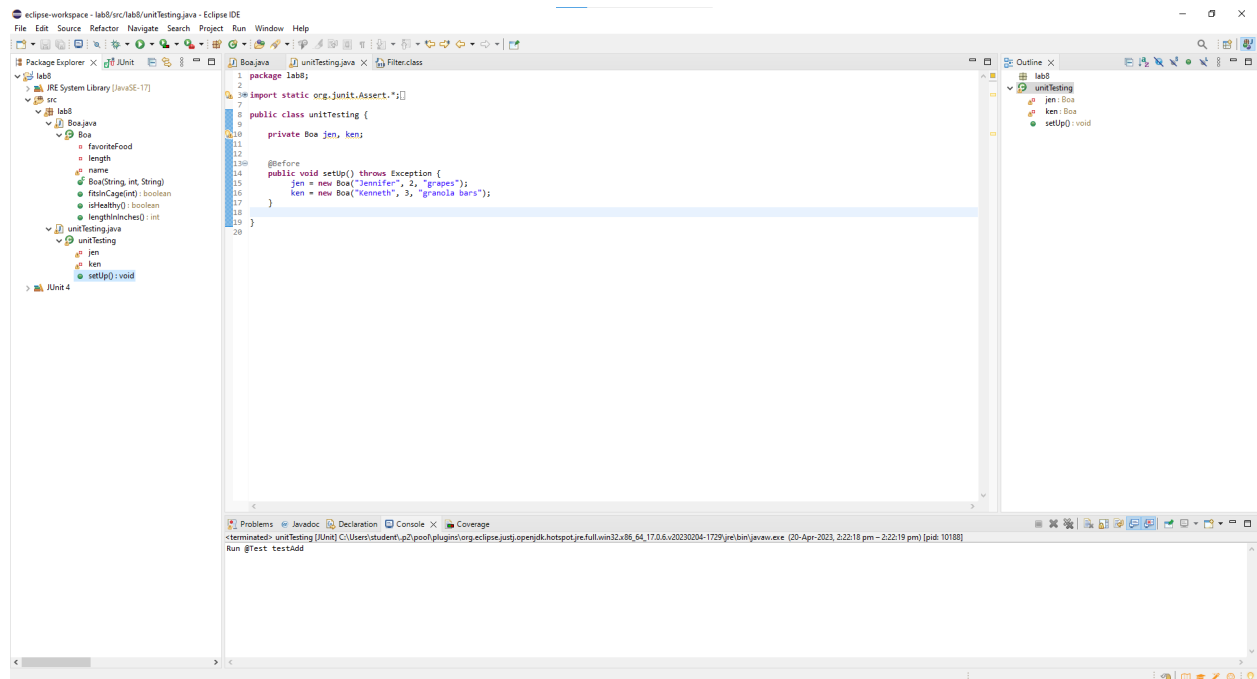 eclipse-workspace - lab8/src/lab8/unitTesting.java - Eclipse IDE
File Edit Source Refactor Navigate Search Project Run Window Help
Package Explorer JUnit
lab8
JRE System Library [JavaSE-17]
src
lab8
Boa.java
Boa
favoriteFood
length
name
Boa(String, int, String)
fitsInCage(int) : boolean
isHealthy() : boolean
lengthInInches() : int
unitTesting.java
unitTesting
jen
ken
setUp() : void
JUnit 4
Boa.java unitTesting.java Filter.class
1 package lab8;
2
3 import static org.junit.Assert.*;
7
8 public class unitTesting {
9
10 private Boa jen, ken;
11
12
13 @Before
14 public void setUp() throws Exception {
15 jen = new Boa("Jennifer", 2, "grapes");
16 ken = new Boa("Kenneth", 3, "granola bars");
17 }
18
19 }
20
Outline
lab8
unitTesting
jen : Boa
ken : Boa
setUp() : void
Problems Javadoc Declaration Console Coverage
<terminated> unitTesting [JUnit] C:\Users\student\.p2\pool\plugins\org.eclipse.justj.openjdk.hotspot.jre.full.win32.x86_64_17.0.6.v20230204-1729\jre\bin\javaw.exe (20-Apr-2023, 2:22:18 pm – 2:22:19 pm) [pid: 10188]
Run @Test testAdd